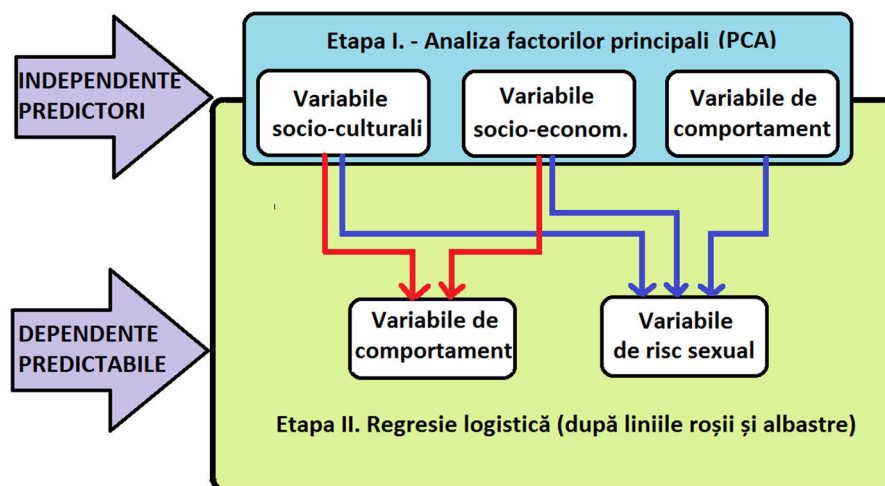 Etapa I. - Analiza factorilor principali (PCA)
INDEPENDENTE
PREDICTORI
Variabile
socio-culturali
Variabile
socio-econom.
Variabile de
comportament
DEPENDENTE
PREDICTABILE
Variabile de
comportament
Variabile
de risc sexual
Etapa II. Regresie logistică (după liniile roșii și albastre)